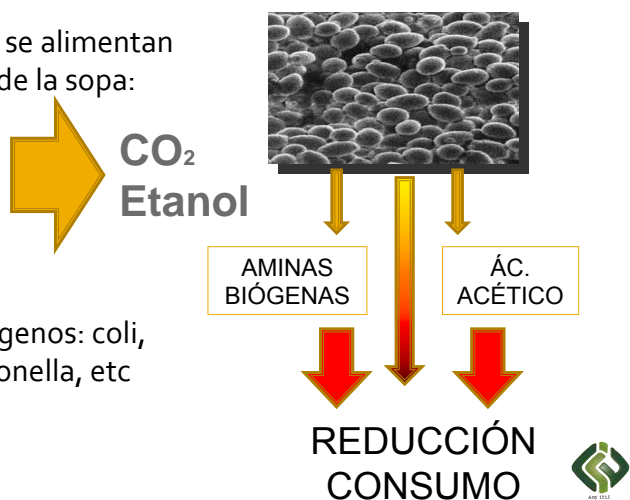 se alimentan
de la sopa:
CO₂
Etanol
AMINAS
BIÓGENAS
ÁC.
ACÉTICO
genos: coli,
onella, etc
REDUCCIÓN
CONSUMO